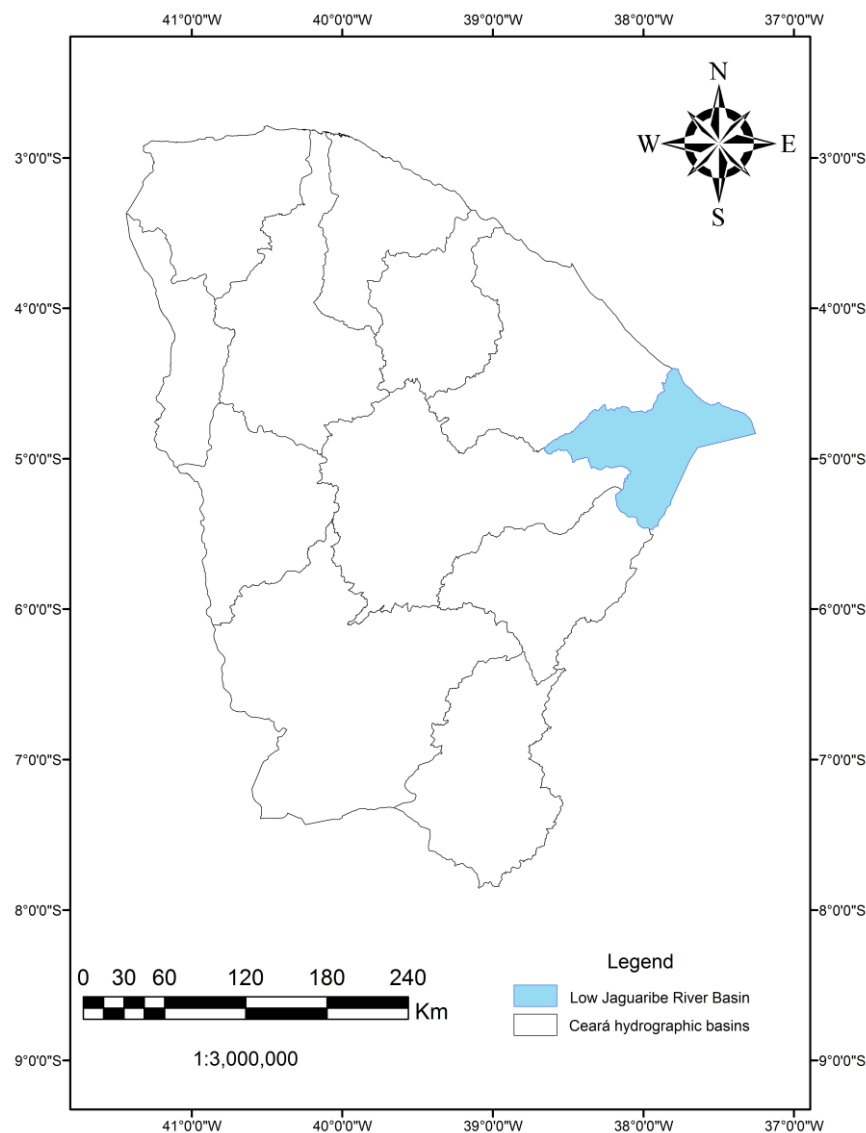 41°0'0"W 40°0'0"W 39°0'0"W 38°0'0"W 37°0'0"W
N
W E
S
3°0'0"S 3°0'0"S
4°0'0"S 4°0'0"S
5°0'0"S 5°0'0"S
6°0'0"S 6°0'0"S
7°0'0"S 7°0'0"S
8°0'0"S 8°0'0"S
9°0'0"S 9°0'0"S
0 30 60 120 180 240
Km
1:3,000,000
Legend
Low Jaguaribe River Basin
Ceará hydrographic basins
41°0'0"W 40°0'0"W 39°0'0"W 38°0'0"W 37°0'0"W